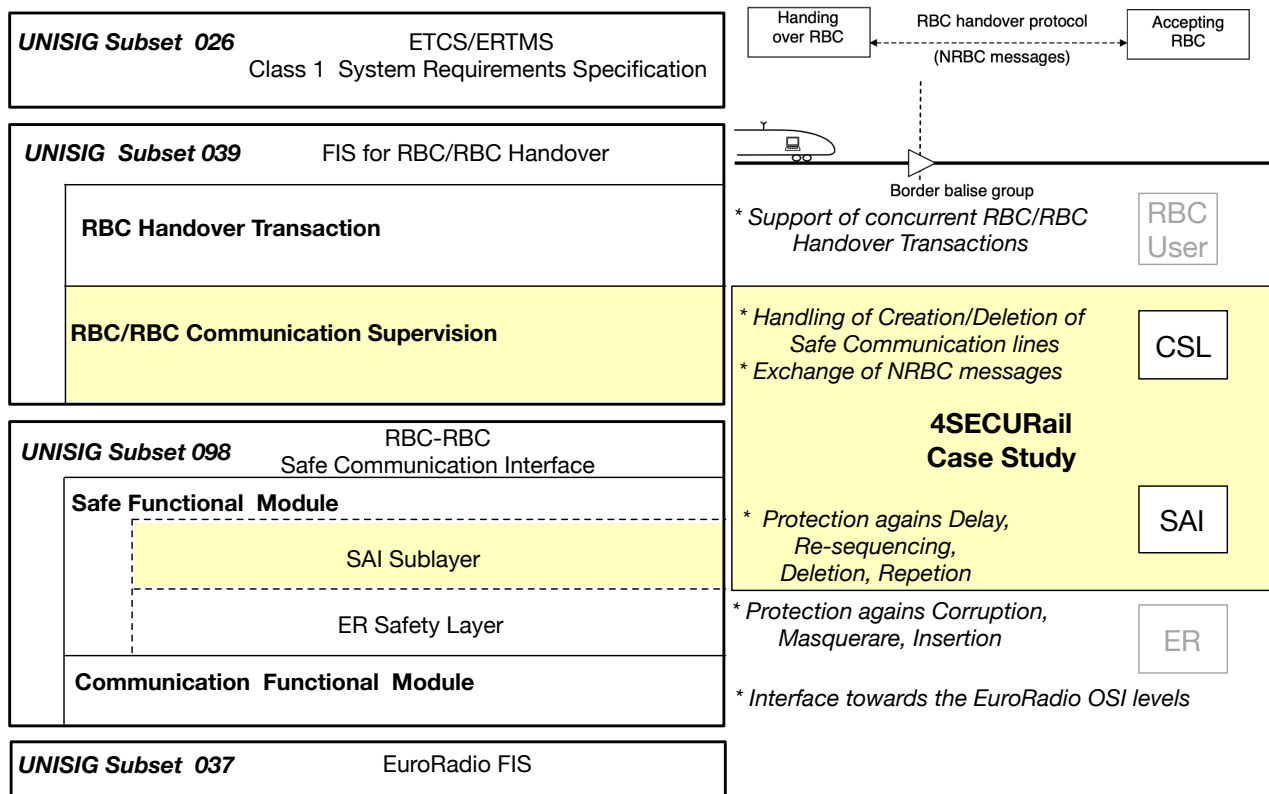 UNISIG Subset 026
ETCS/ERTMS
Class 1 System Requirements Specification
Handing
over RBC
RBC handover protocol
(NRBC messages)
Accepting
RBC
Border balise group
UNISIG Subset 039
FIS for RBC/RBC Handover
RBC Handover Transaction
* Support of concurrent RBC/RBC
Handover Transactions
RBC
User
RBC/RBC Communication Supervision
* Handling of Creation/Deletion of
Safe Communication lines
* Exchange of NRBC messages
CSL
4SECURail
Case Study
UNISIG Subset 098
RBC-RBC
Safe Communication Interface
Safe Functional Module
SAI Sublayer
* Protection agains Delay,
Re-sequencing,
Deletion, Repetion
SAI
ER Safety Layer
* Protection agains Corruption,
Masquerare, Insertion
ER
Communication Functional Module
* Interface towards the EuroRadio OSI levels
UNISIG Subset 037
EuroRadio FIS